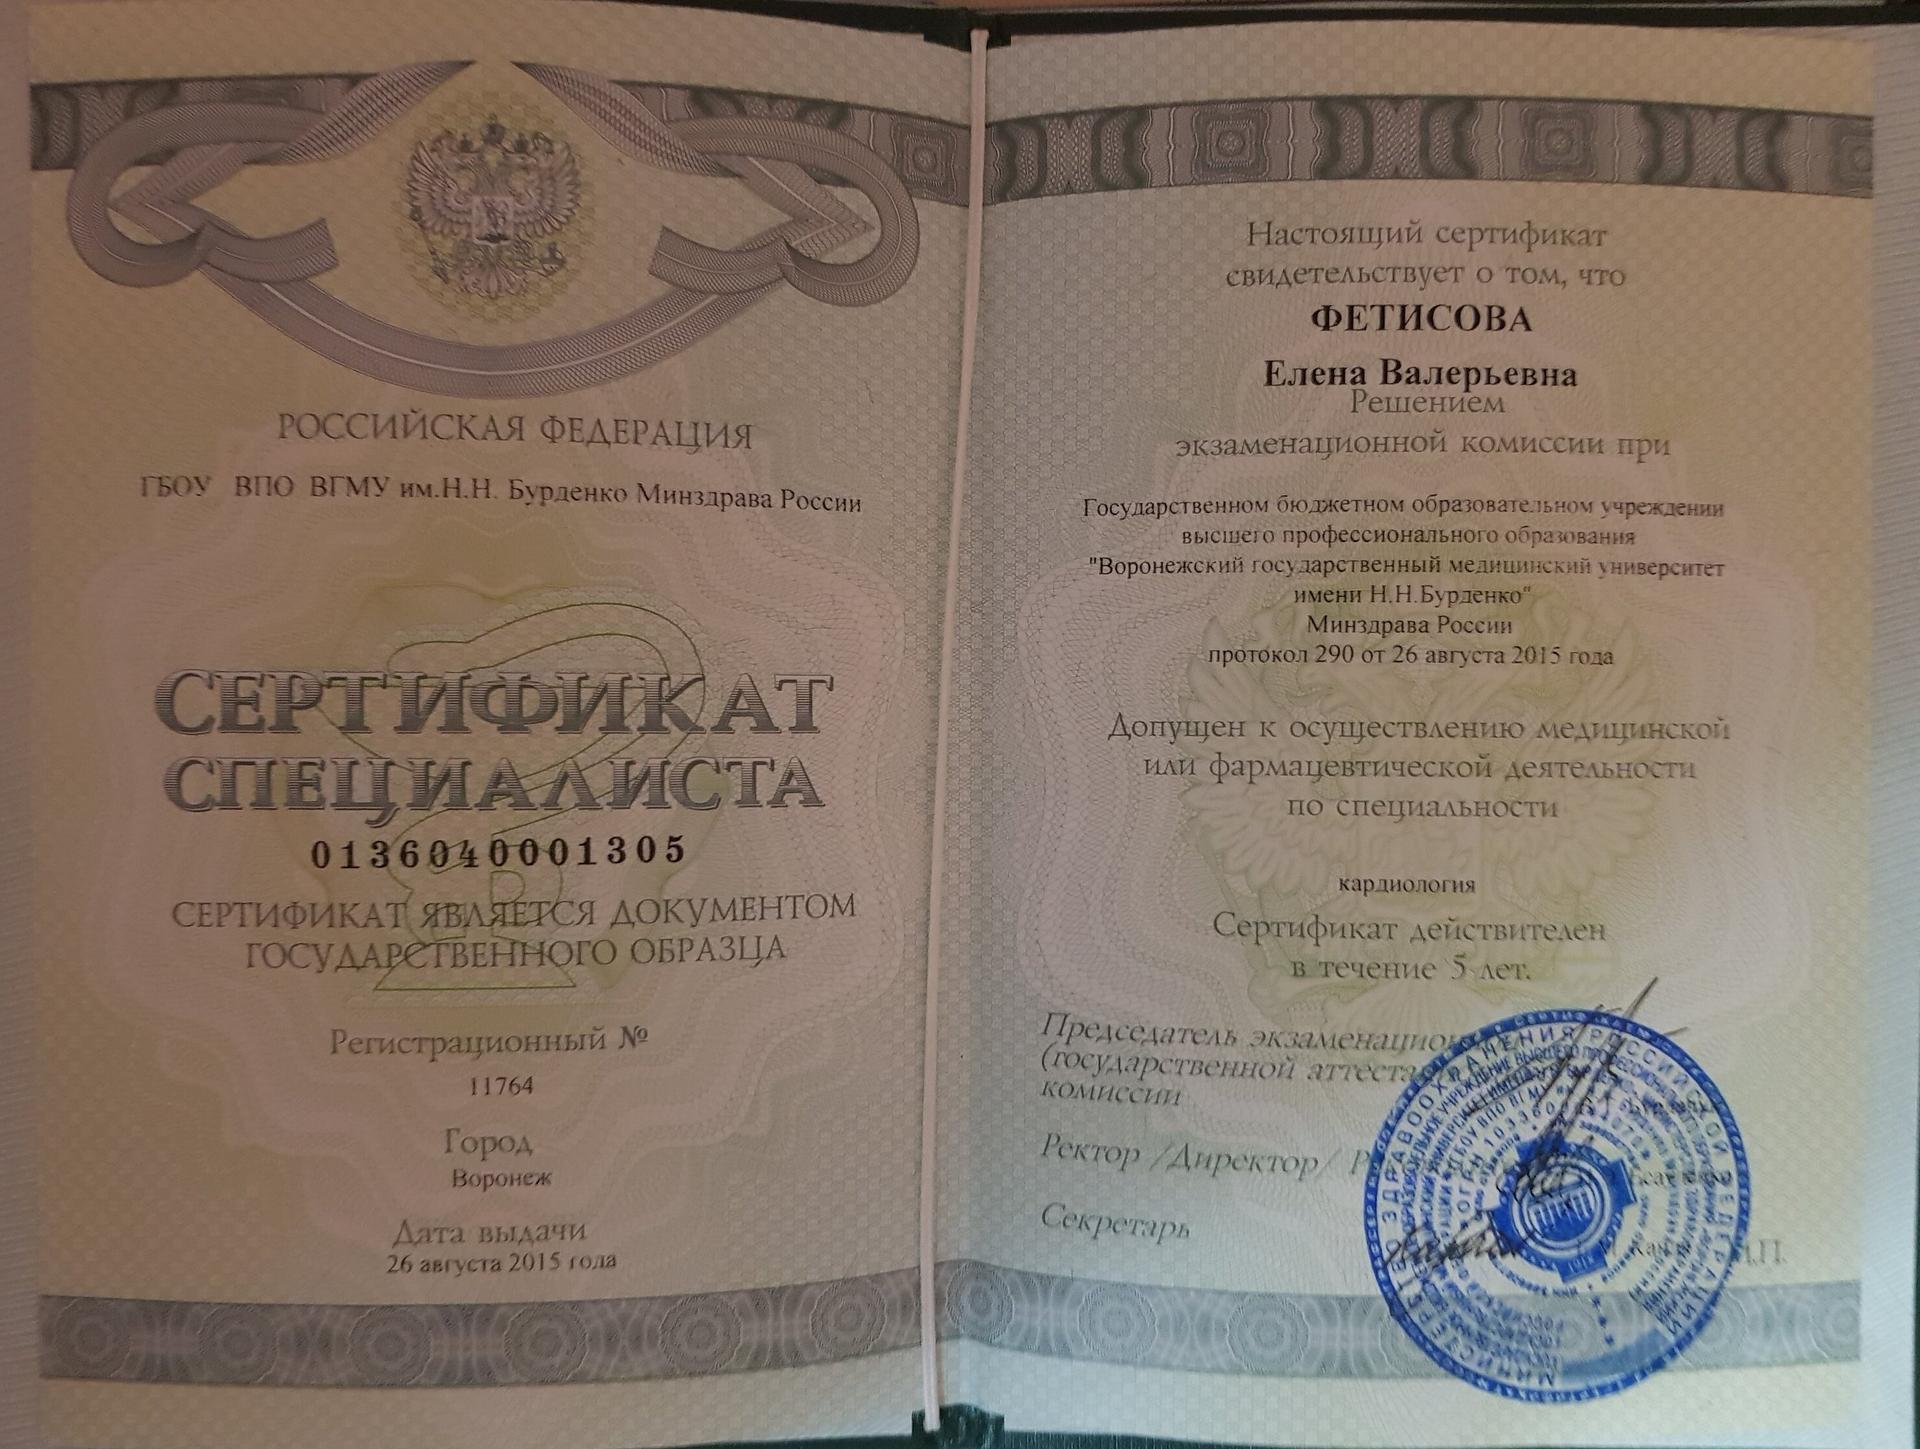 РОССИЙСКАЯ ФЕДЕРАЦИЯ
ГБОУ ВПО ВГМУ им.Н.Н. Бурденко Минздрава России
СЕРТИФИКАТ
СПЕЦИАЛИСТА
0136040001305
СЕРТИФИКАТ ЯВЛЯЕТСЯ ДОКУМЕНТОМ
ГОСУДАРСТВЕННОГО ОБРАЗЦА
Регистрационный №
11764
Город
Воронеж
Дата выдачи
26 августа 2015 года
Настоящий сертификат
свидетельствует о том, что
ФЕТИСОВА
Елена Валерьевна
Решением
экзаменационной комиссии при
Государственном бюджетном образовательном учреждении
высшего профессионального образования
"Воронежский государственный медицинский университет
имени Н.Н.Бурденко"
Минздрава России
протокол 290 от 26 августа 2015 года
Допущен к осуществлению медицинской
или фармацевтической деятельности
по специальности
кардиология
Сертификат действителен
в течение 5 лет.
Председатель
(государственной
комиссии
Ректор /Директор/
Секретарь